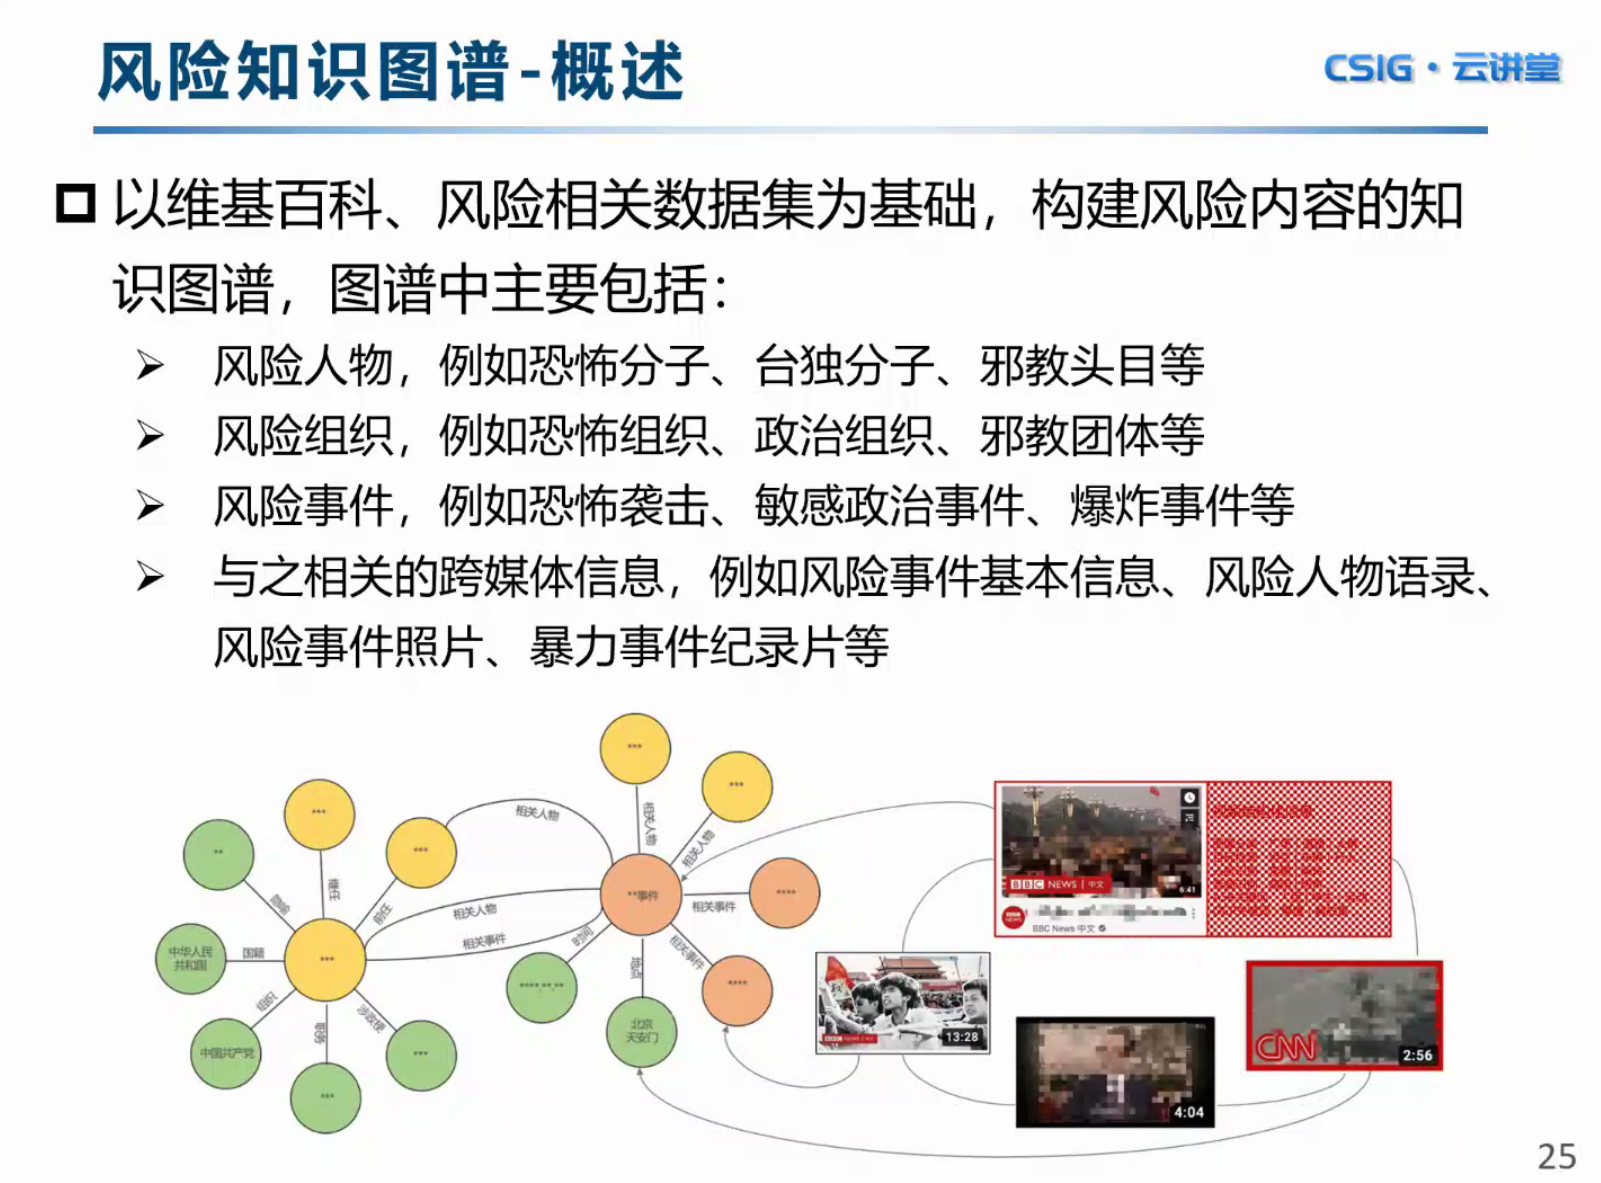 风险知识图谱-概述
CSIG·云讲堂
以维基百科、风险相关数据集为基础，构建风险内容的知
识图谱，图谱中主要包括：
风险人物，例如恐怖分子、台独分子、邪教头目等
风险组织，例如恐怖组织、政治组织、邪教团体等
风险事件，例如恐怖袭击、敏感政治事件、爆炸事件等
与之相关的跨媒体信息，例如风险事件基本信息、风险人物语录、
风险事件照片、暴力事件纪录片等
***
***
***
***
**
相关人物
相关人物
相关人物
继任
前任
隐喻
**事件
****
相关事件
相关人物
相关事件
相关事件
中华人民
共和国
国籍
***
时间
地点
****
组织
职务
涉政梗
中国共产党
***
***
北京
天安门
BBC NEWS 中文
6:41
BBC NEWS
BBC News 中文
13:28
4:04
CNN
2:56
25